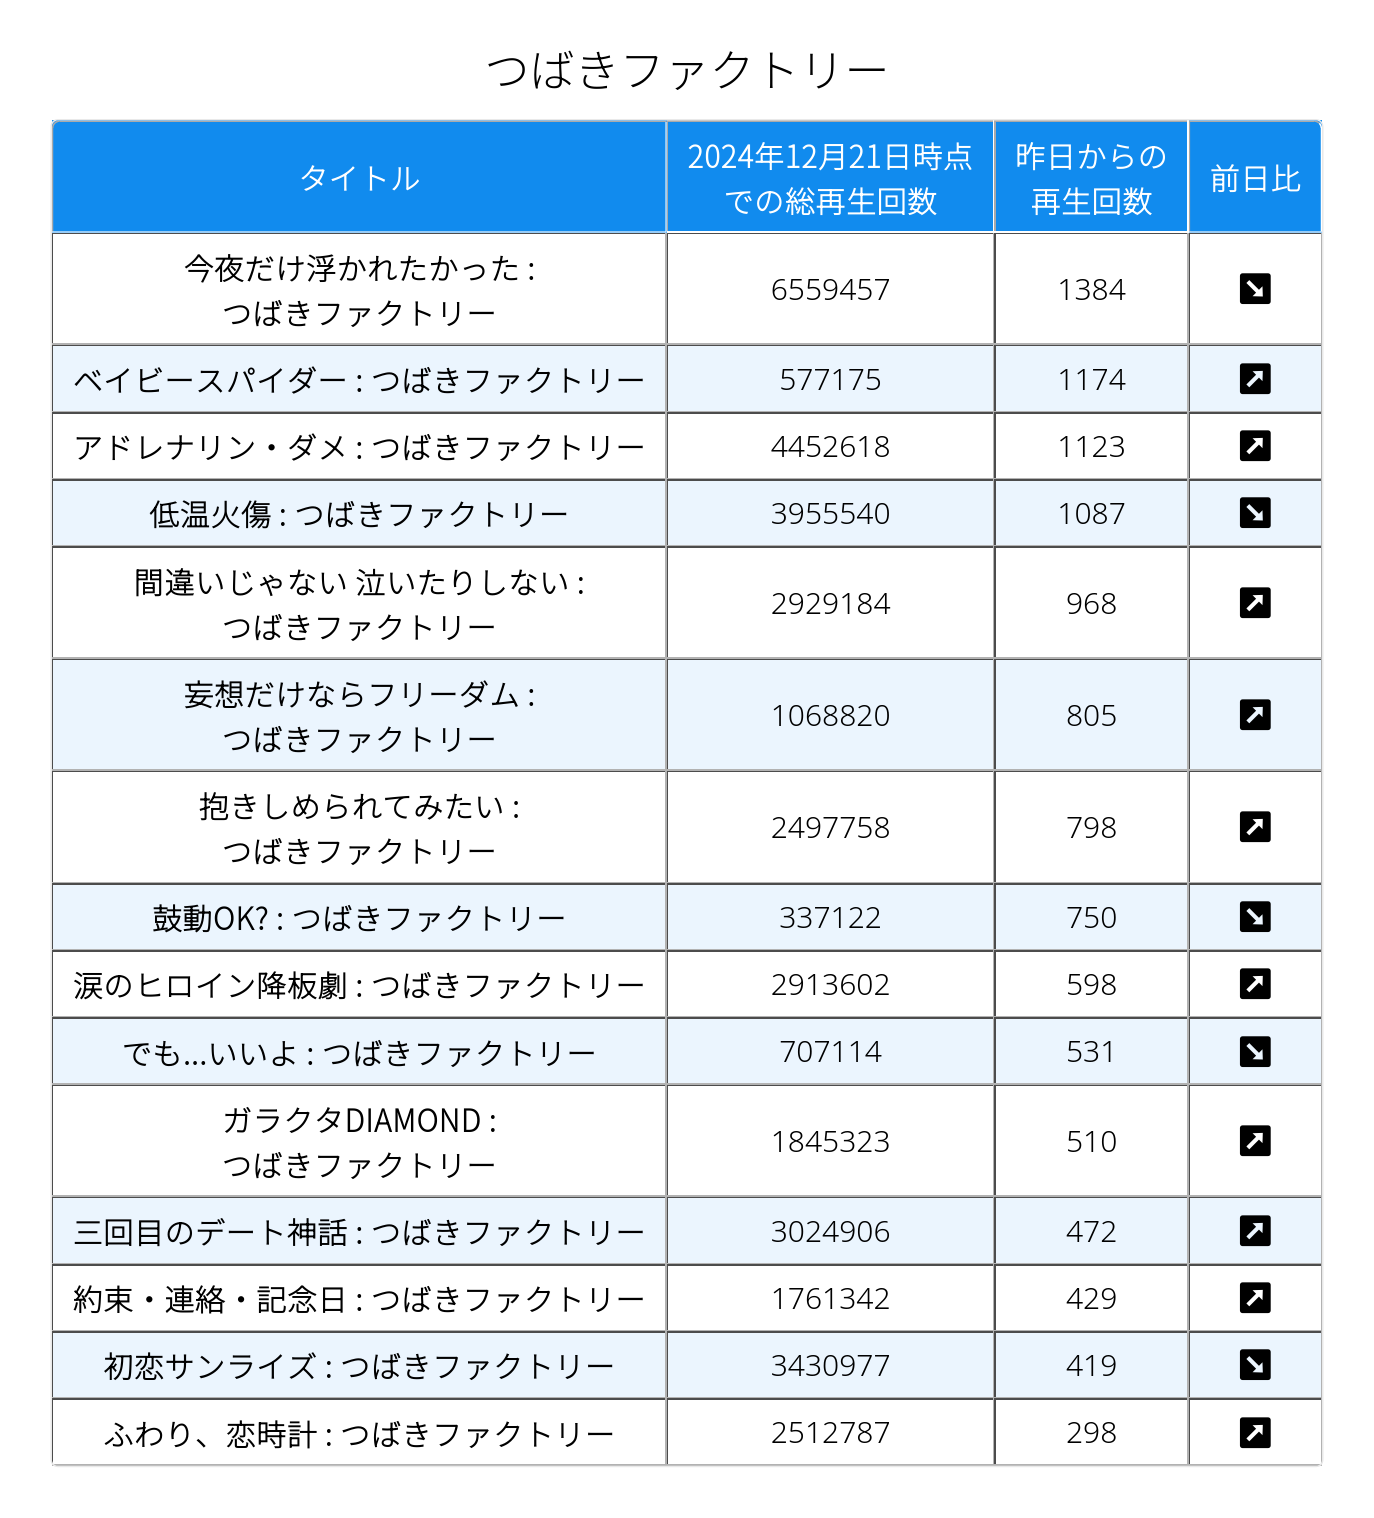 つばきファクトリー
タイトル
2024年12月21日時点
での総再生回数
昨日からの
再生回数
前日比
今夜だけ浮かれたかった :
つばきファクトリー
6559457
1384
ベイビースパイダー : つばきファクトリー
577175
1174
アドレナリン・ダメ : つばきファクトリー
4452618
1123
低温火傷 : つばきファクトリー
3955540
1087
間違いじゃない 泣いたりしない :
つばきファクトリー
2929184
968
妄想だけならフリーダム :
つばきファクトリー
1068820
805
抱きしめられてみたい :
つばきファクトリー
2497758
798
鼓動OK? : つばきファクトリー
337122
750
涙のヒロイン降板劇 : つばきファクトリー
2913602
598
でも...いいよ : つばきファクトリー
707114
531
ガラクタDIAMOND :
つばきファクトリー
1845323
510
三回目のデート神話 : つばきファクトリー
3024906
472
約束・連絡・記念日 : つばきファクトリー
1761342
429
初恋サンライズ : つばきファクトリー
3430977
419
ふわり、恋時計 : つばきファクトリー
2512787
298